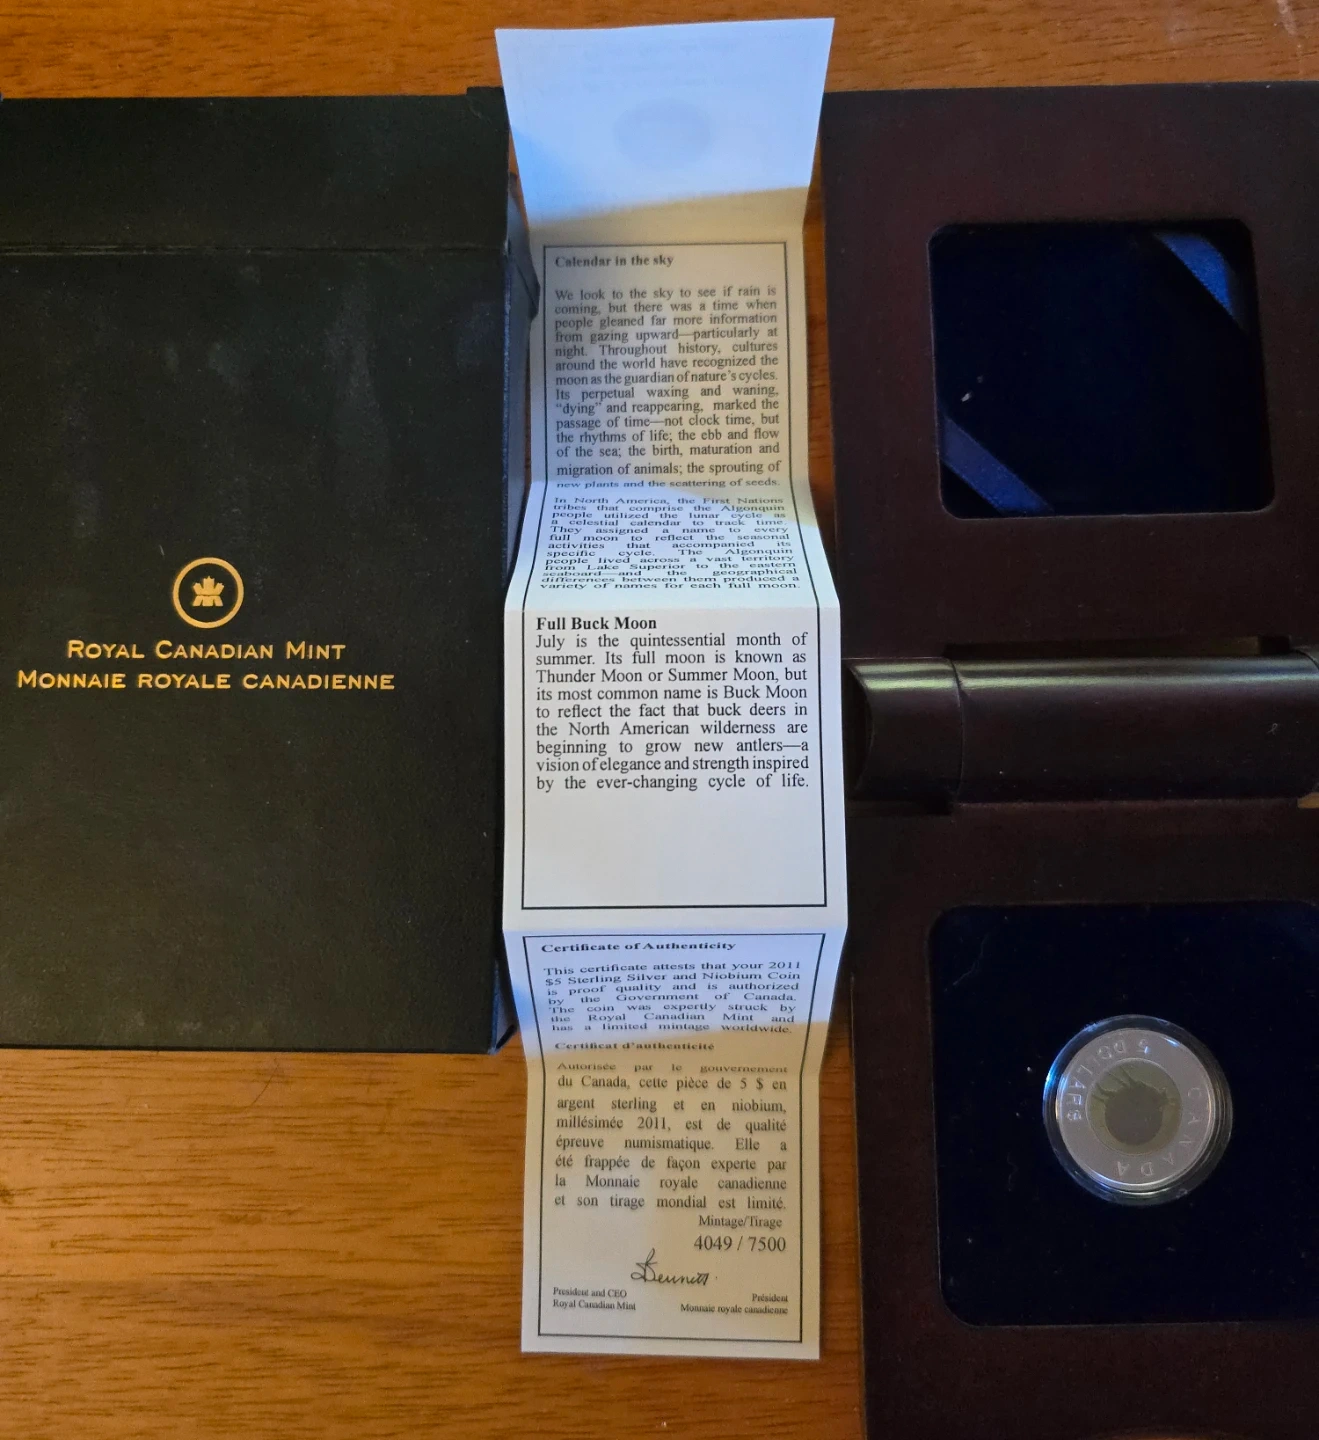 ROYAL CANADIAN MINT
MONNAIE ROYALE CANADIENNE
Calendar in the sky
We look to the sky to see if rain is
coming, but there was a time when
people gleaned far more information
from gazing upward—particularly at
night. Throughout history, cultures
around the world have recognized the
moon as the guardian of nature's cycles.
Its perpetual waxing and waning,
"dying" and reappearing, marked the
passage of time—not clock time, but
the rhythms of life; the ebb and flow
of the sea; the birth, maturation and
migration of animals; the sprouting of
new plants and the scattering of seeds.
In North America, the First Nations
tribes that comprise the Algonquin
people utilized the lunar cycle as
a celestial calendar to track time.
They assigned a name to every
full moon to reflect the seasonal
activities that accompanied its
specific cycle. The Algonquin
people lived across a vast territory
from Lake Superior to the eastern
seaboard—and the geographical
differences between them produced a
variety of names for each full moon.
Full Buck Moon
July is the quintessential month of
summer. Its full moon is known as
Thunder Moon or Summer Moon, but
its most common name is Buck Moon
to reflect the fact that buck deers in
the North American wilderness are
beginning to grow new antlers—a
vision of elegance and strength inspired
by the ever-changing cycle of life.
Certificate of Authenticity
This certificate attests that your 2011
$5 Sterling Silver and Niobium Coin
is proof quality and is authorized
by the Government of Canada.
The coin was expertly struck by
the Royal Canadian Mint and
has a limited mintage worldwide.
Certificat d'authenticité
Autorisée par le gouvernement
du Canada, cette pièce de 5 $ en
argent sterling et en niobium,
millésimée 2011, est de qualité
épreuve numismatique. Elle a
été frappée de façon experte par
la Monnaie royale canadienne
et son tirage mondial est limité.
Mintage/Tirage
4049 / 7500
Bennett
President and CEO
Royal Canadian Mint
Président
Monnaie royale canadienne
5 DOLLARS
CANADA